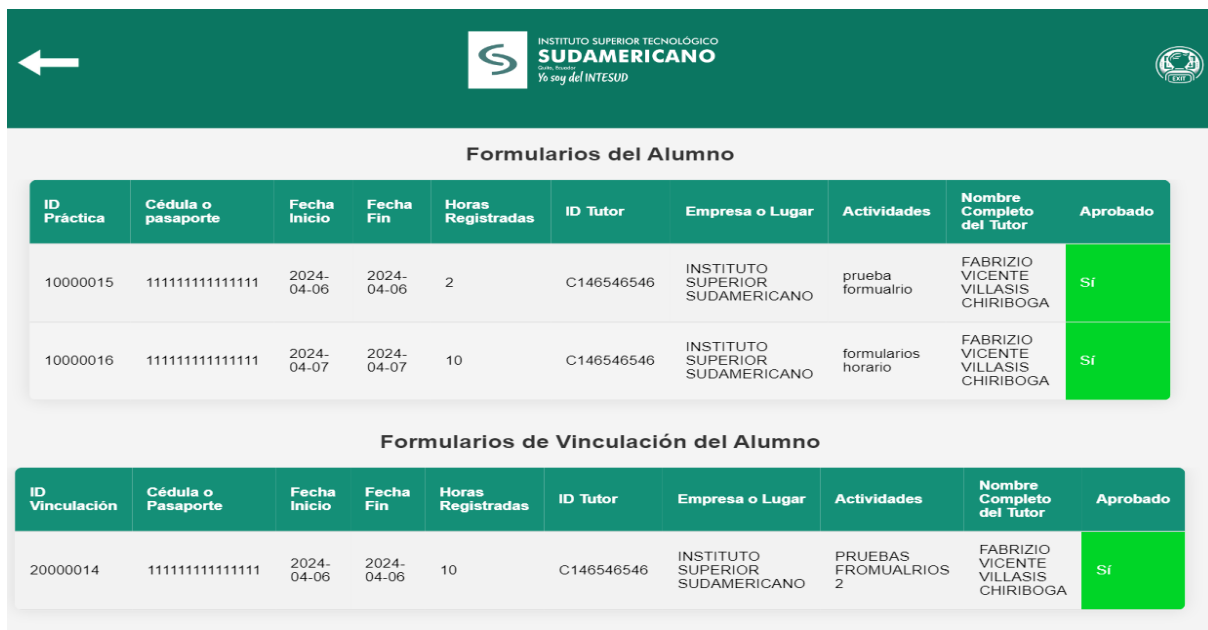 INSTITUTO SUPERIOR TECNOLÓGICO
SUDAMERICANO
Quito, Ecuador
Yo soy del INTESUD
EXIT
Formularios del Alumno
ID Práctica Cédula o pasaporte Fecha Inicio Fecha Fin Horas Registradas ID Tutor Empresa o Lugar Actividades Nombre Completo del Tutor Aprobado
10000015 111111111111111 2024-04-06 2024-04-06 2 C146546546 INSTITUTO SUPERIOR SUDAMERICANO prueba formualrio FABRIZIO VICENTE VILLASIS CHIRIBOGA Sí
10000016 111111111111111 2024-04-07 2024-04-07 10 C146546546 INSTITUTO SUPERIOR SUDAMERICANO formularios horario FABRIZIO VICENTE VILLASIS CHIRIBOGA Sí
Formularios de Vinculación del Alumno
ID Vinculación Cédula o Pasaporte Fecha Inicio Fecha Fin Horas Registradas ID Tutor Empresa o Lugar Actividades Nombre Completo del Tutor Aprobado
20000014 111111111111111 2024-04-06 2024-04-06 10 C146546546 INSTITUTO SUPERIOR SUDAMERICANO PRUEBAS FROMUALRIOS 2 FABRIZIO VICENTE VILLASIS CHIRIBOGA Sí